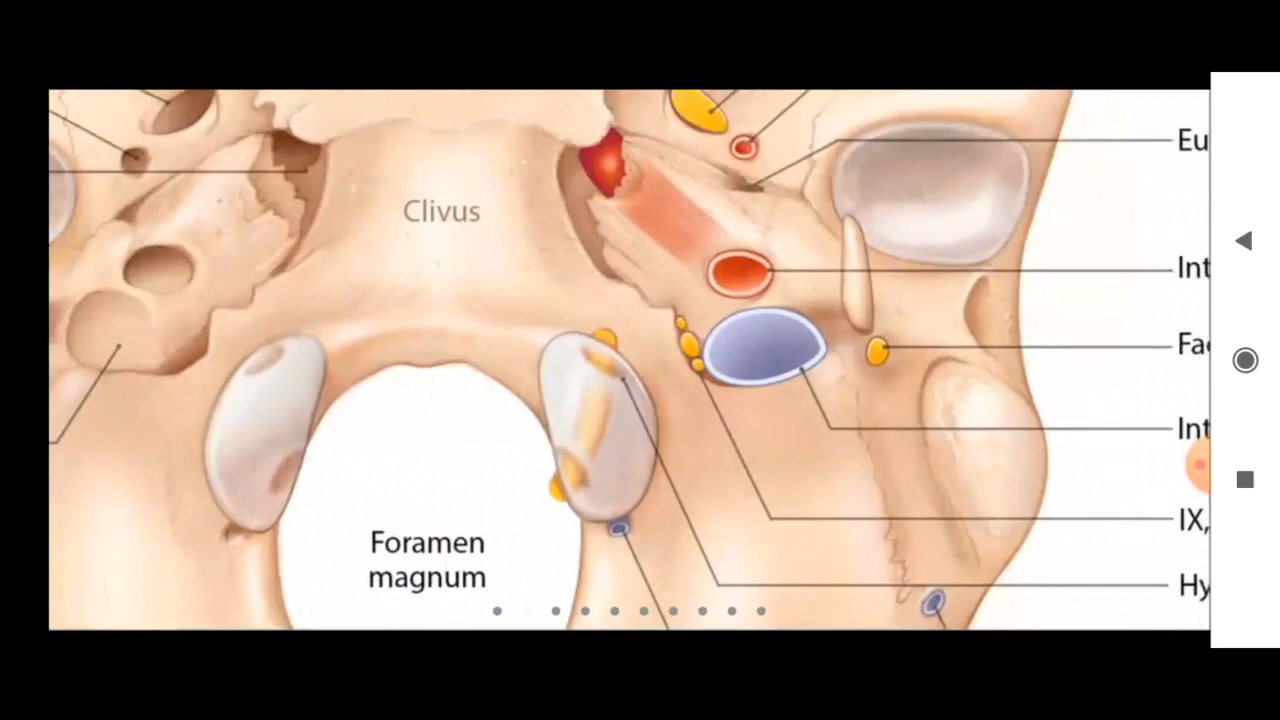 Eu
Clivus
Int
Fa
Int
IX,
Foramen
magnum
Hy